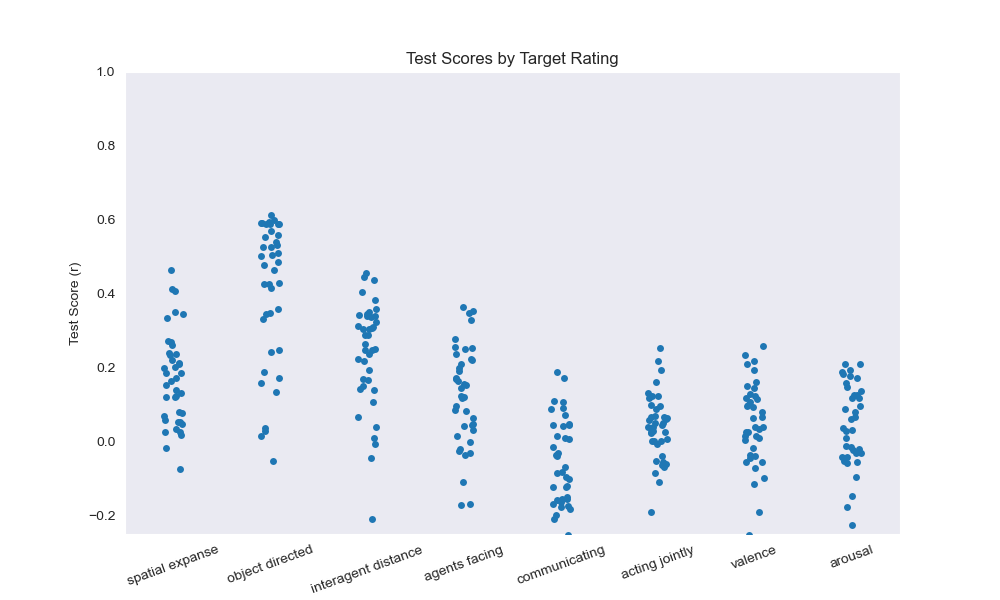 Test Scores by Target Rating
1.0
0.8
0.6
0.4
0.2
0.0
−0.2
Test Score (r)
spatial expanse
object directed
interagent distance
agents facing
communicating
acting jointly
valence
arousal